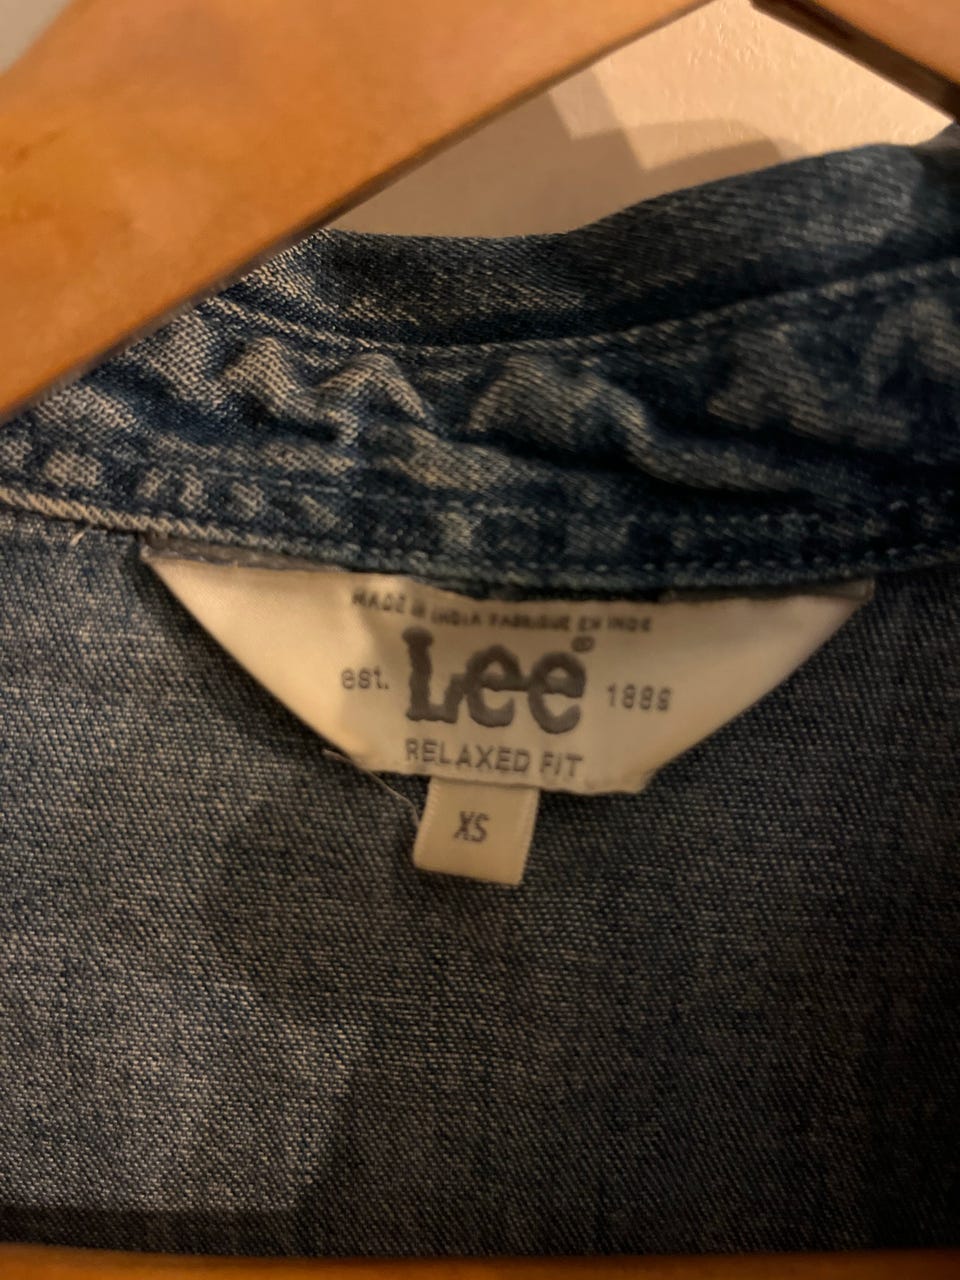 MADE IN INDIA FABRIQUE EN INDE
Lee®
est. 1889
RELAXED FIT
XS